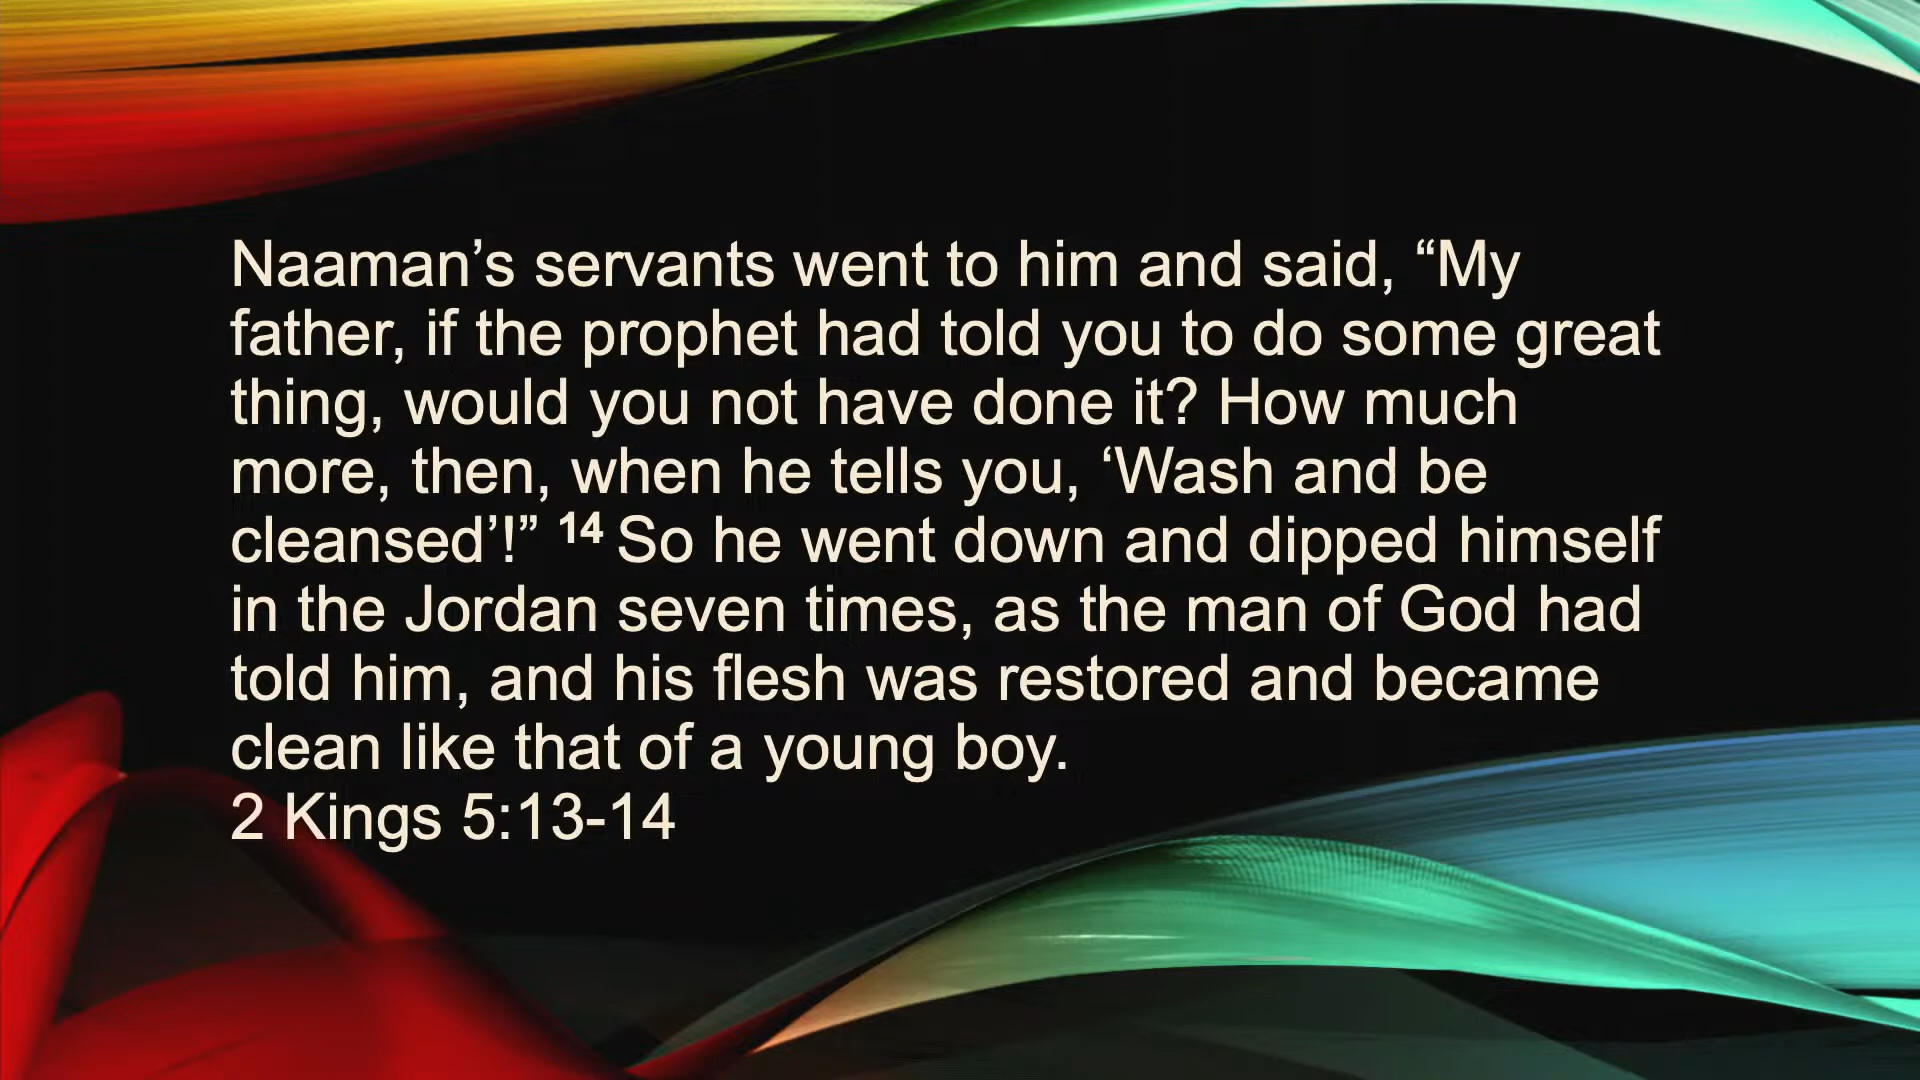 Naaman’s servants went to him and said, “My
father, if the prophet had told you to do some great
thing, would you not have done it? How much
more, then, when he tells you, ‘Wash and be
cleansed’!” 14 So he went down and dipped himself
in the Jordan seven times, as the man of God had
told him, and his flesh was restored and became
clean like that of a young boy.
2 Kings 5:13-14